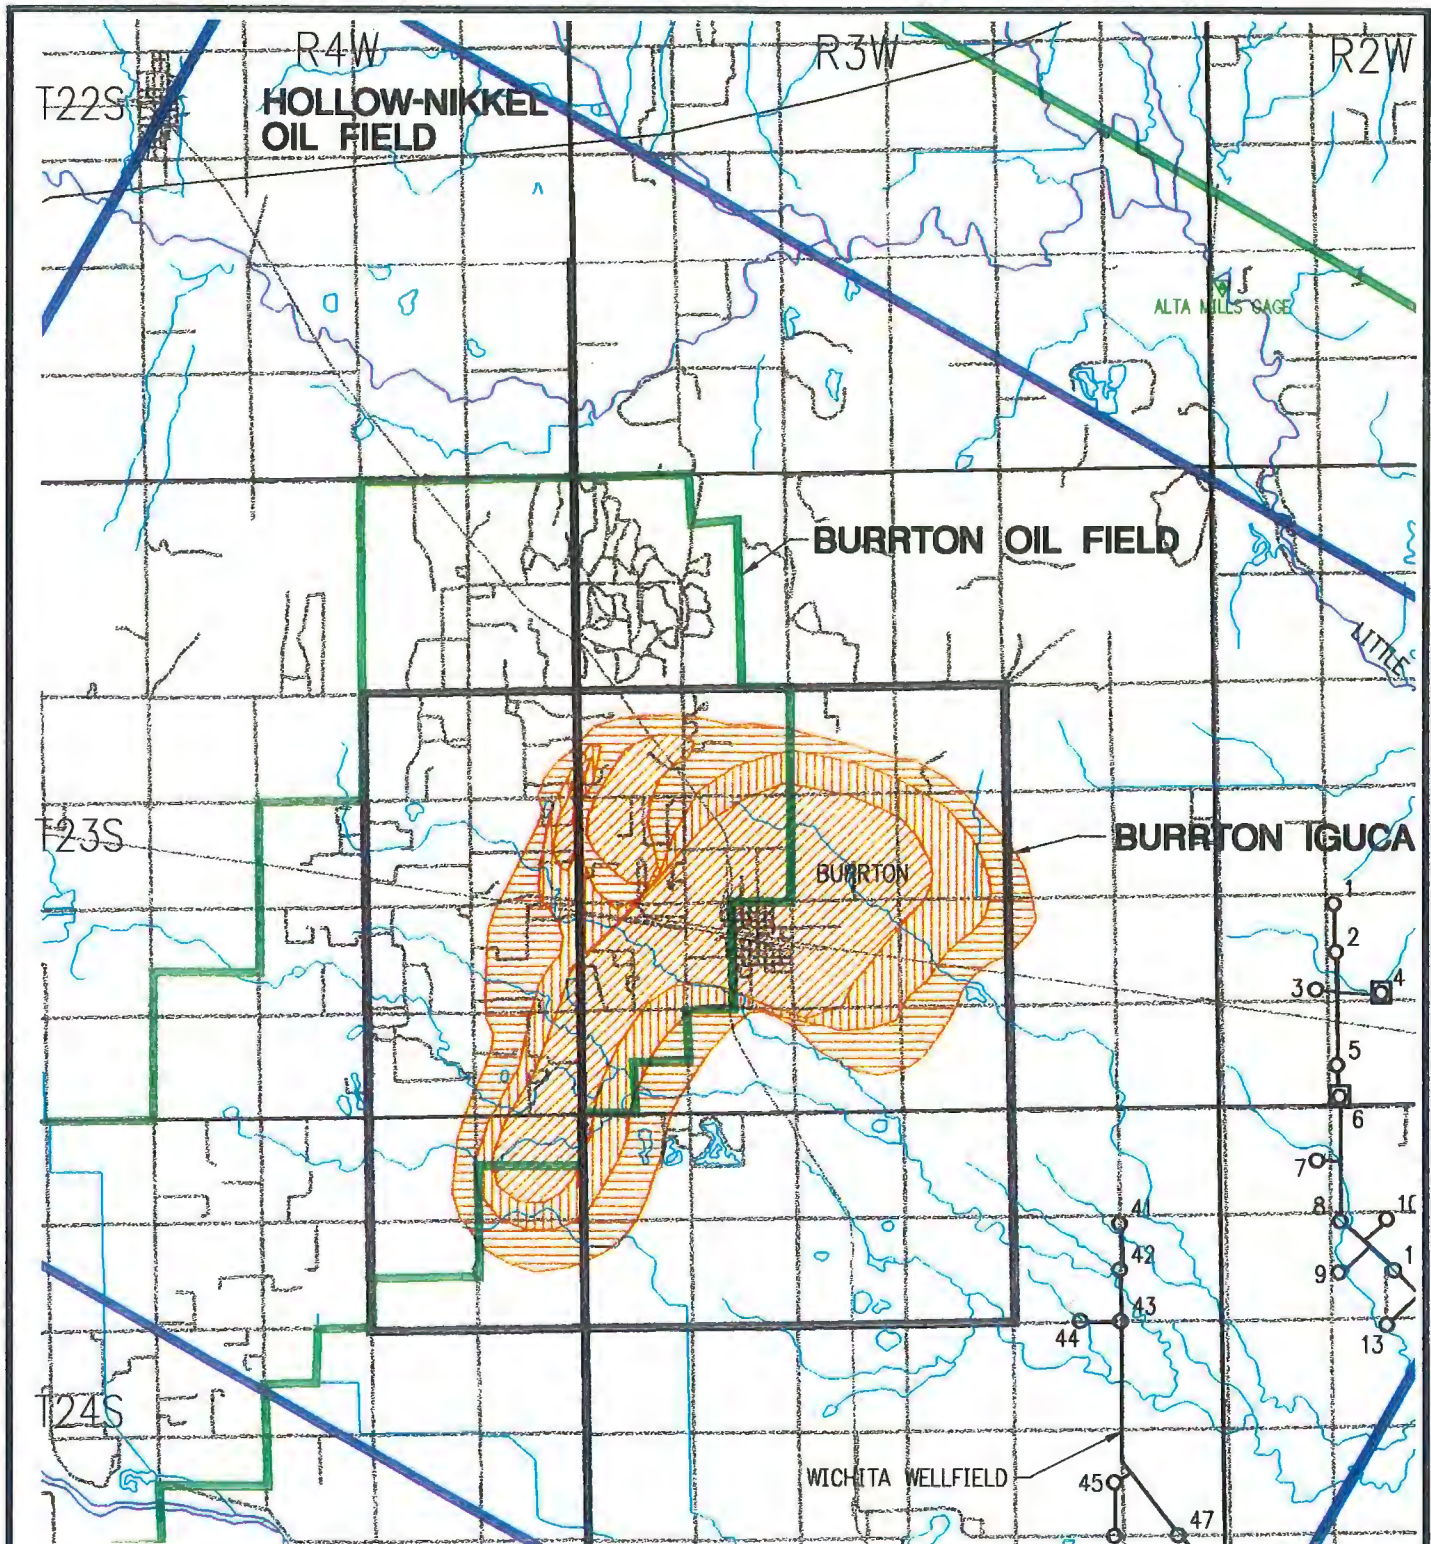 R4W
R3W
R2W
T22S
HOLLOW-NIKKEL
OIL FIELD
ALTA MILLS GAGE
BURRTON OIL FIELD
LITTLE
T23S
BURRTON IGUCA
BURRTON
1
2
3
4
5
6
7
8
9
10
1
13
41
42
43
44
T24S
WICHITA WELLFIELD
45
47